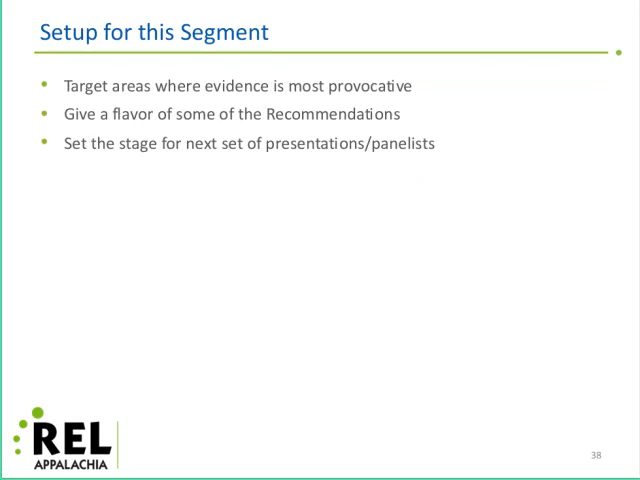 Setup for this Segment
• Target areas where evidence is most provocative
• Give a flavor of some of the Recommendations
• Set the stage for next set of presentations/panelists
REL
APPALACHIA
38